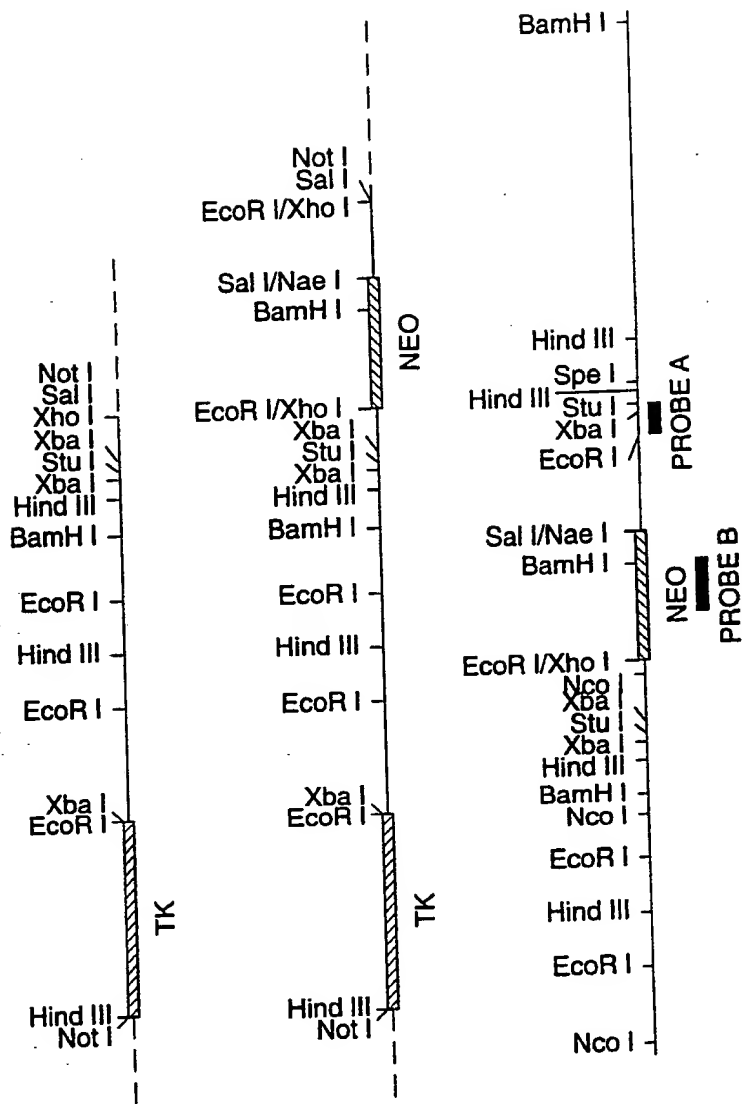 Not I
Sal I
Xho I
Xba I
Stu I
Xba I
Hind III
BamH I
EcoR I
Hind III
EcoR I
Xba I
EcoR I
TK
Hind III
Not I
Not I
Sal I
EcoR I/Xho I
Sal I/Nae I
BamH I
NEO
EcoR I/Xho I
Xba I
Stu I
Xba I
Hind III
BamH I
EcoR I
Hind III
EcoR I
Xba I
EcoR I
TK
Hind III
Not I
BamH I
Hind III
Spe I
Hind III
Stu I
Xba I
EcoR I
PROBE A
Sal I/Nae I
BamH I
NEO
PROBE B
EcoR I/Xho I
Nco I
Xba I
Stu I
Xba I
Hind III
BamH I
Nco I
EcoR I
Hind III
EcoR I
Nco I